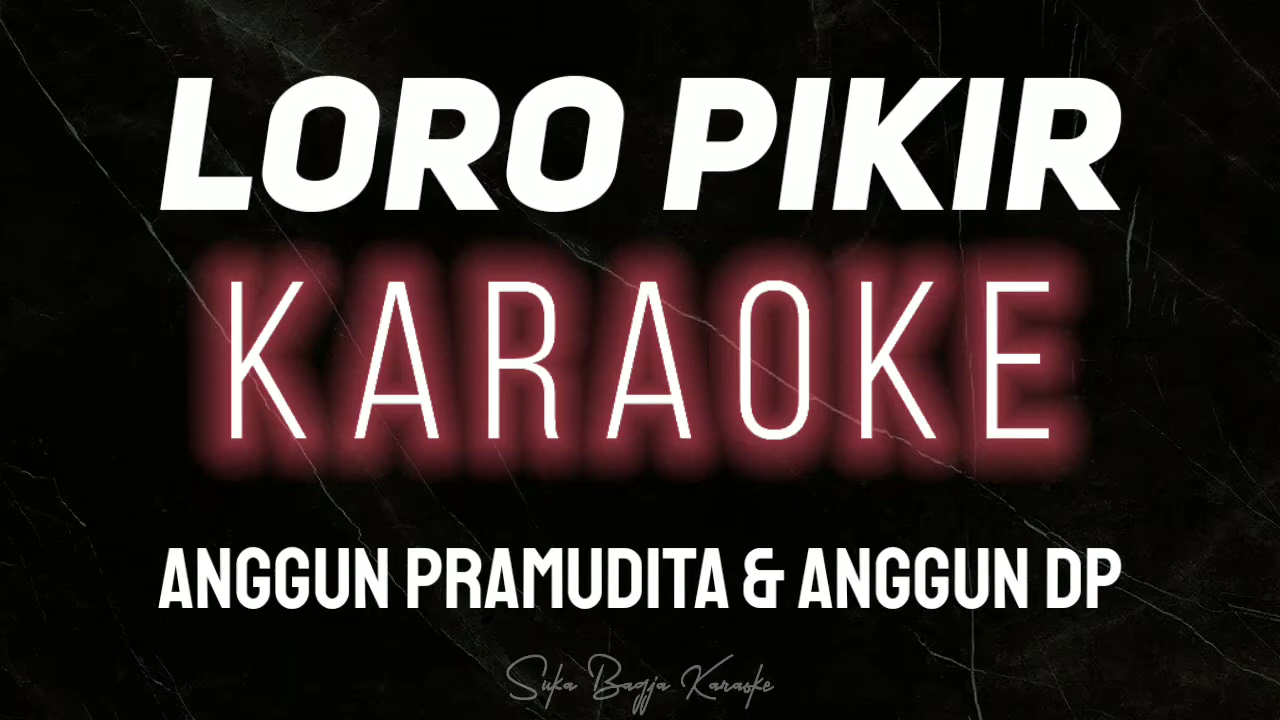 LORO PIKIR
KARAOKE
ANGGUN PRAMUDITA & ANGGUN DP
Suka Bagja Karaoke